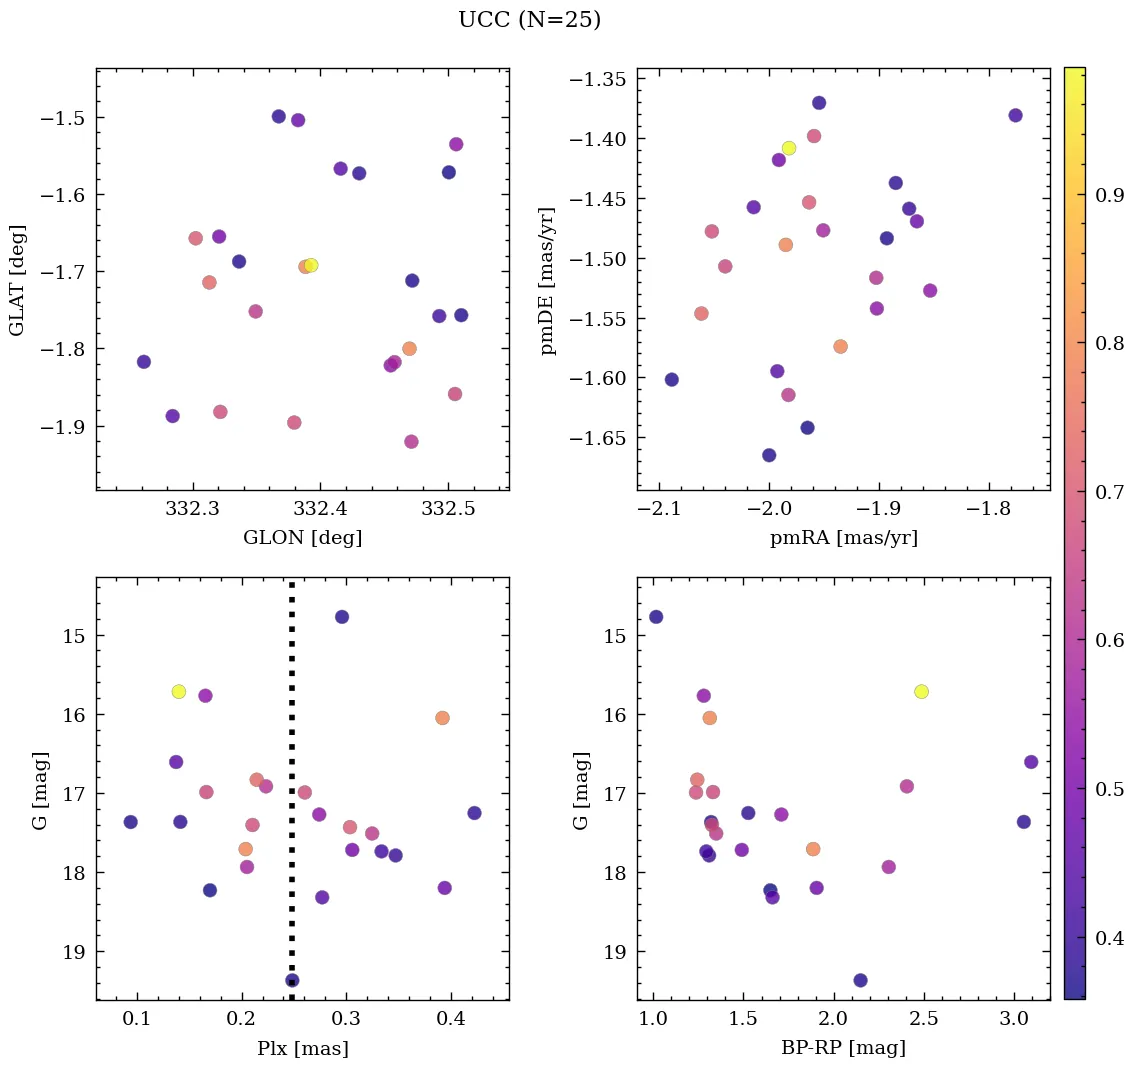 UCC (N=25)
−1.5
−1.6
−1.7
−1.8
−1.9
GLAT [deg]
332.3 332.4 332.5
GLON [deg]
−1.35
−1.40
−1.45
−1.50
−1.55
−1.60
−1.65
pmDE [mas/yr]
−2.1 −2.0 −1.9 −1.8
pmRA [mas/yr]
0.9
0.8
0.7
0.6
0.5
0.4
15
16
17
18
19
G [mag]
0.1 0.2 0.3 0.4
Plx [mas]
15
16
17
18
19
G [mag]
1.0 1.5 2.0 2.5 3.0
BP-RP [mag]